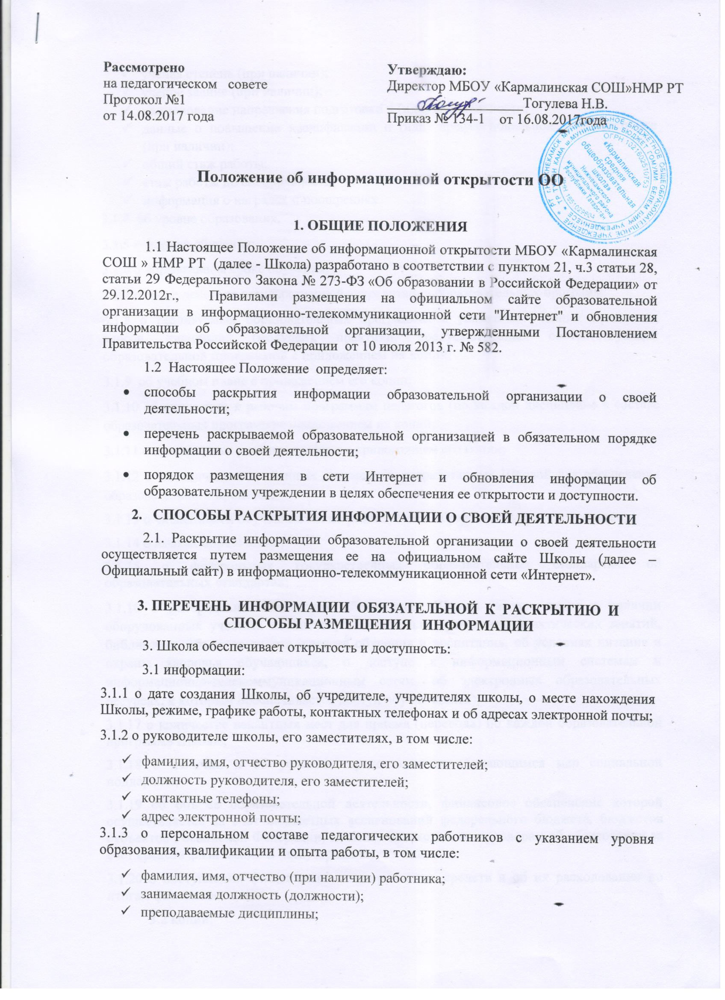 Рассмотрено
на педагогическом совете
Протокол №1
от 14.08.2017 года
Утверждаю:
Директор МБОУ «Кармалинская СОШ»НМР РТ
Тогулева Н.В.
Приказ № 134-1 от 16.08.2017года
ОГРН 1021602510753
«Кармалинская
средняя
общеобразовательная
школа»
Нижнекамского
муниципального района
Республики Татарстан
Положение об информационной открытости ОО
1. ОБЩИЕ ПОЛОЖЕНИЯ
1.1 Настоящее Положение об информационной открытости МБОУ «Кармалинская
СОШ » НМР РТ (далее - Школа) разработано в соответствии с пунктом 21, ч.3 статьи 28,
статьи 29 Федерального Закона № 273-ФЗ «Об образовании в Российской Федерации» от
29.12.2012г., Правилами размещения на официальном сайте образовательной
организации в информационно-телекоммуникационной сети "Интернет" и обновления
информации об образовательной организации, утвержденными Постановлением
Правительства Российской Федерации от 10 июля 2013 г. № 582.
1.2 Настоящее Положение определяет:
• способы раскрытия информации образовательной организации о своей
деятельности;
• перечень раскрываемой образовательной организацией в обязательном порядке
информации о своей деятельности;
• порядок размещения в сети Интернет и обновления информации об
образовательном учреждении в целях обеспечения ее открытости и доступности.
2. СПОСОБЫ РАСКРЫТИЯ ИНФОРМАЦИИ О СВОЕЙ ДЕЯТЕЛЬНОСТИ
2.1. Раскрытие информации образовательной организации о своей деятельности
осуществляется путем размещения ее на официальном сайте Школы (далее –
Официальный сайт) в информационно-телекоммуникационной сети «Интернет».
3. ПЕРЕЧЕНЬ ИНФОРМАЦИИ ОБЯЗАТЕЛЬНОЙ К РАСКРЫТИЮ И
СПОСОБЫ РАЗМЕЩЕНИЯ ИНФОРМАЦИИ
3. Школа обеспечивает открытость и доступность:
3.1 информации:
3.1.1 о дате создания Школы, об учредителе, учредителях школы, о месте нахождения
Школы, режиме, графике работы, контактных телефонах и об адресах электронной почты;
3.1.2 о руководителе школы, его заместителях, в том числе:
✓ фамилия, имя, отчество руководителя, его заместителей;
✓ должность руководителя, его заместителей;
✓ контактные телефоны;
✓ адрес электронной почты;
3.1.3 о персональном составе педагогических работников с указанием уровня
образования, квалификации и опыта работы, в том числе:
✓ фамилия, имя, отчество (при наличии) работника;
✓ занимаемая должность (должности);
✓ преподаваемые дисциплины;